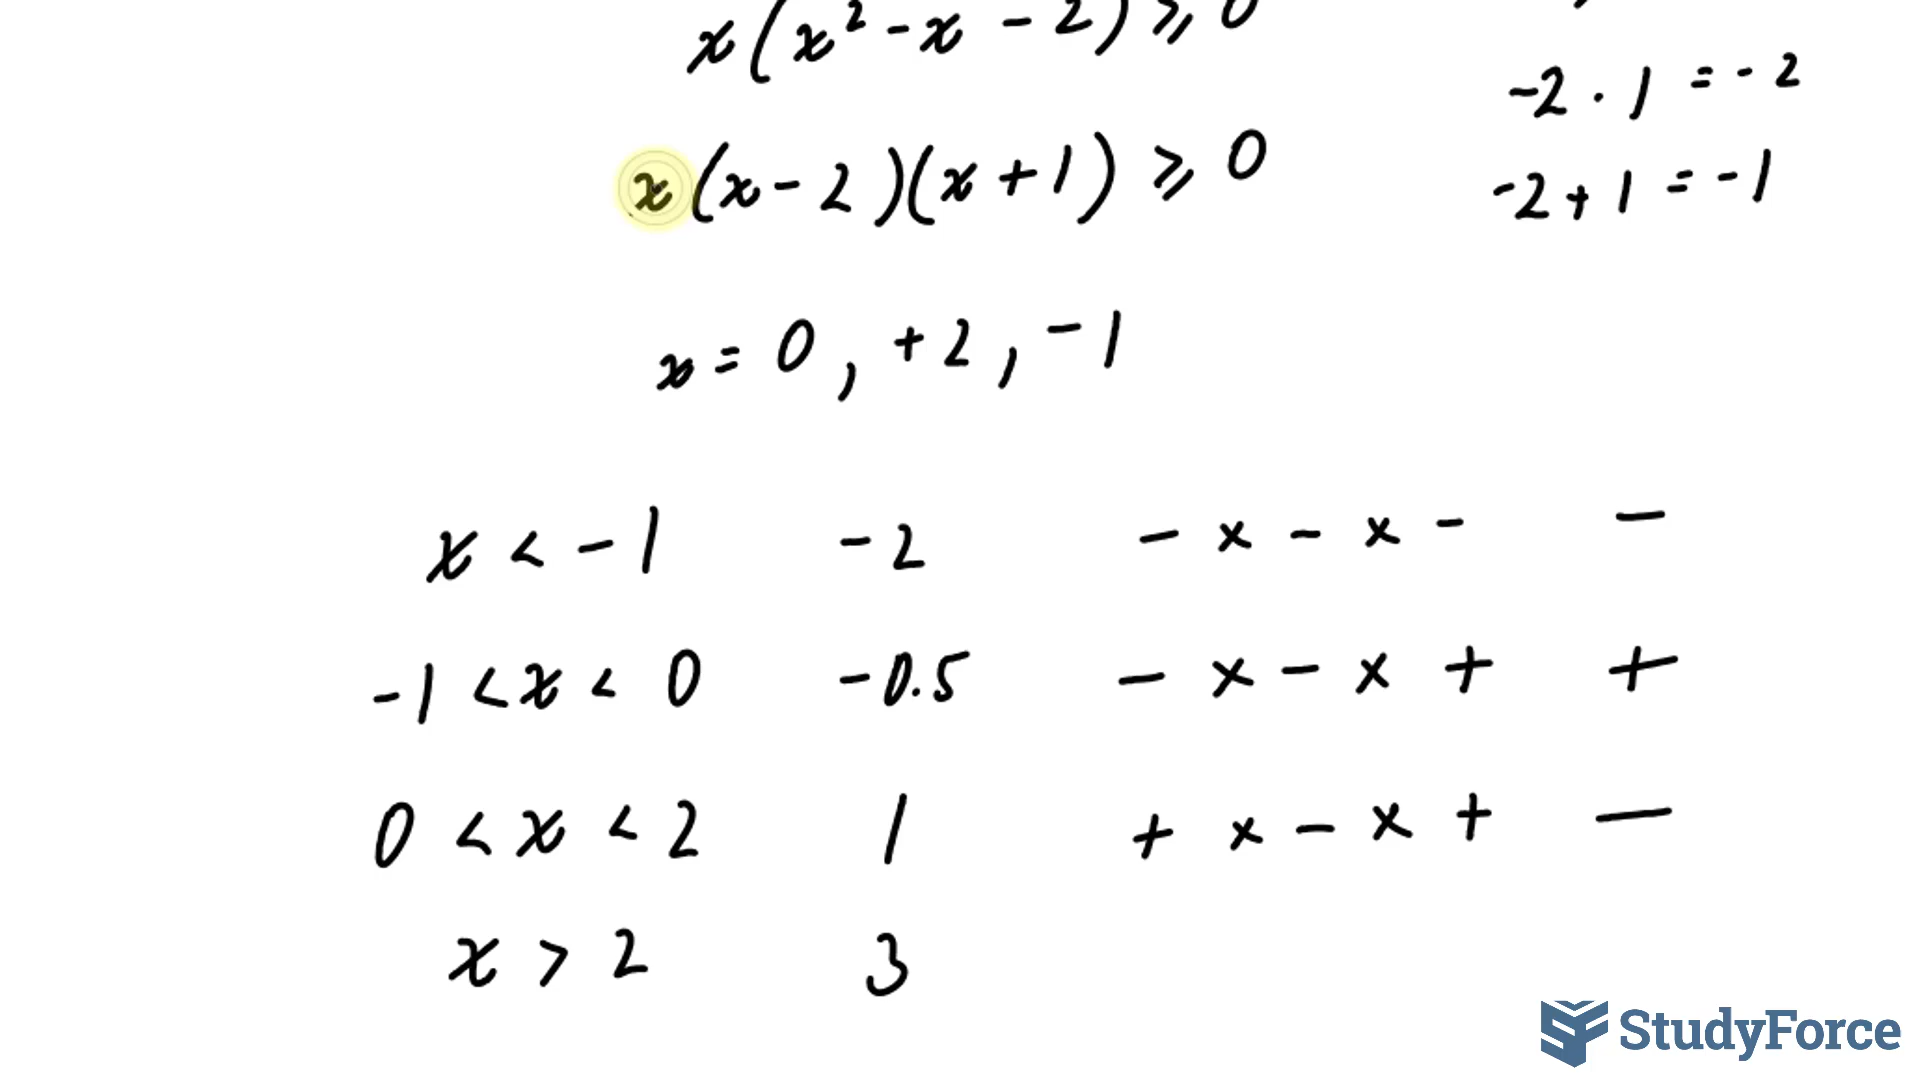 x(x² - x - 2) ⩾ 0
-2 · 1 = -2
x(x - 2)(x + 1) ⩾ 0
-2 + 1 = -1
x = 0, +2, -1
x < -1 -2 - x - x - -
-1 < x < 0 -0.5 - x - x + +
0 < x < 2 1 + x - x + -
x > 2 3
StudyForce